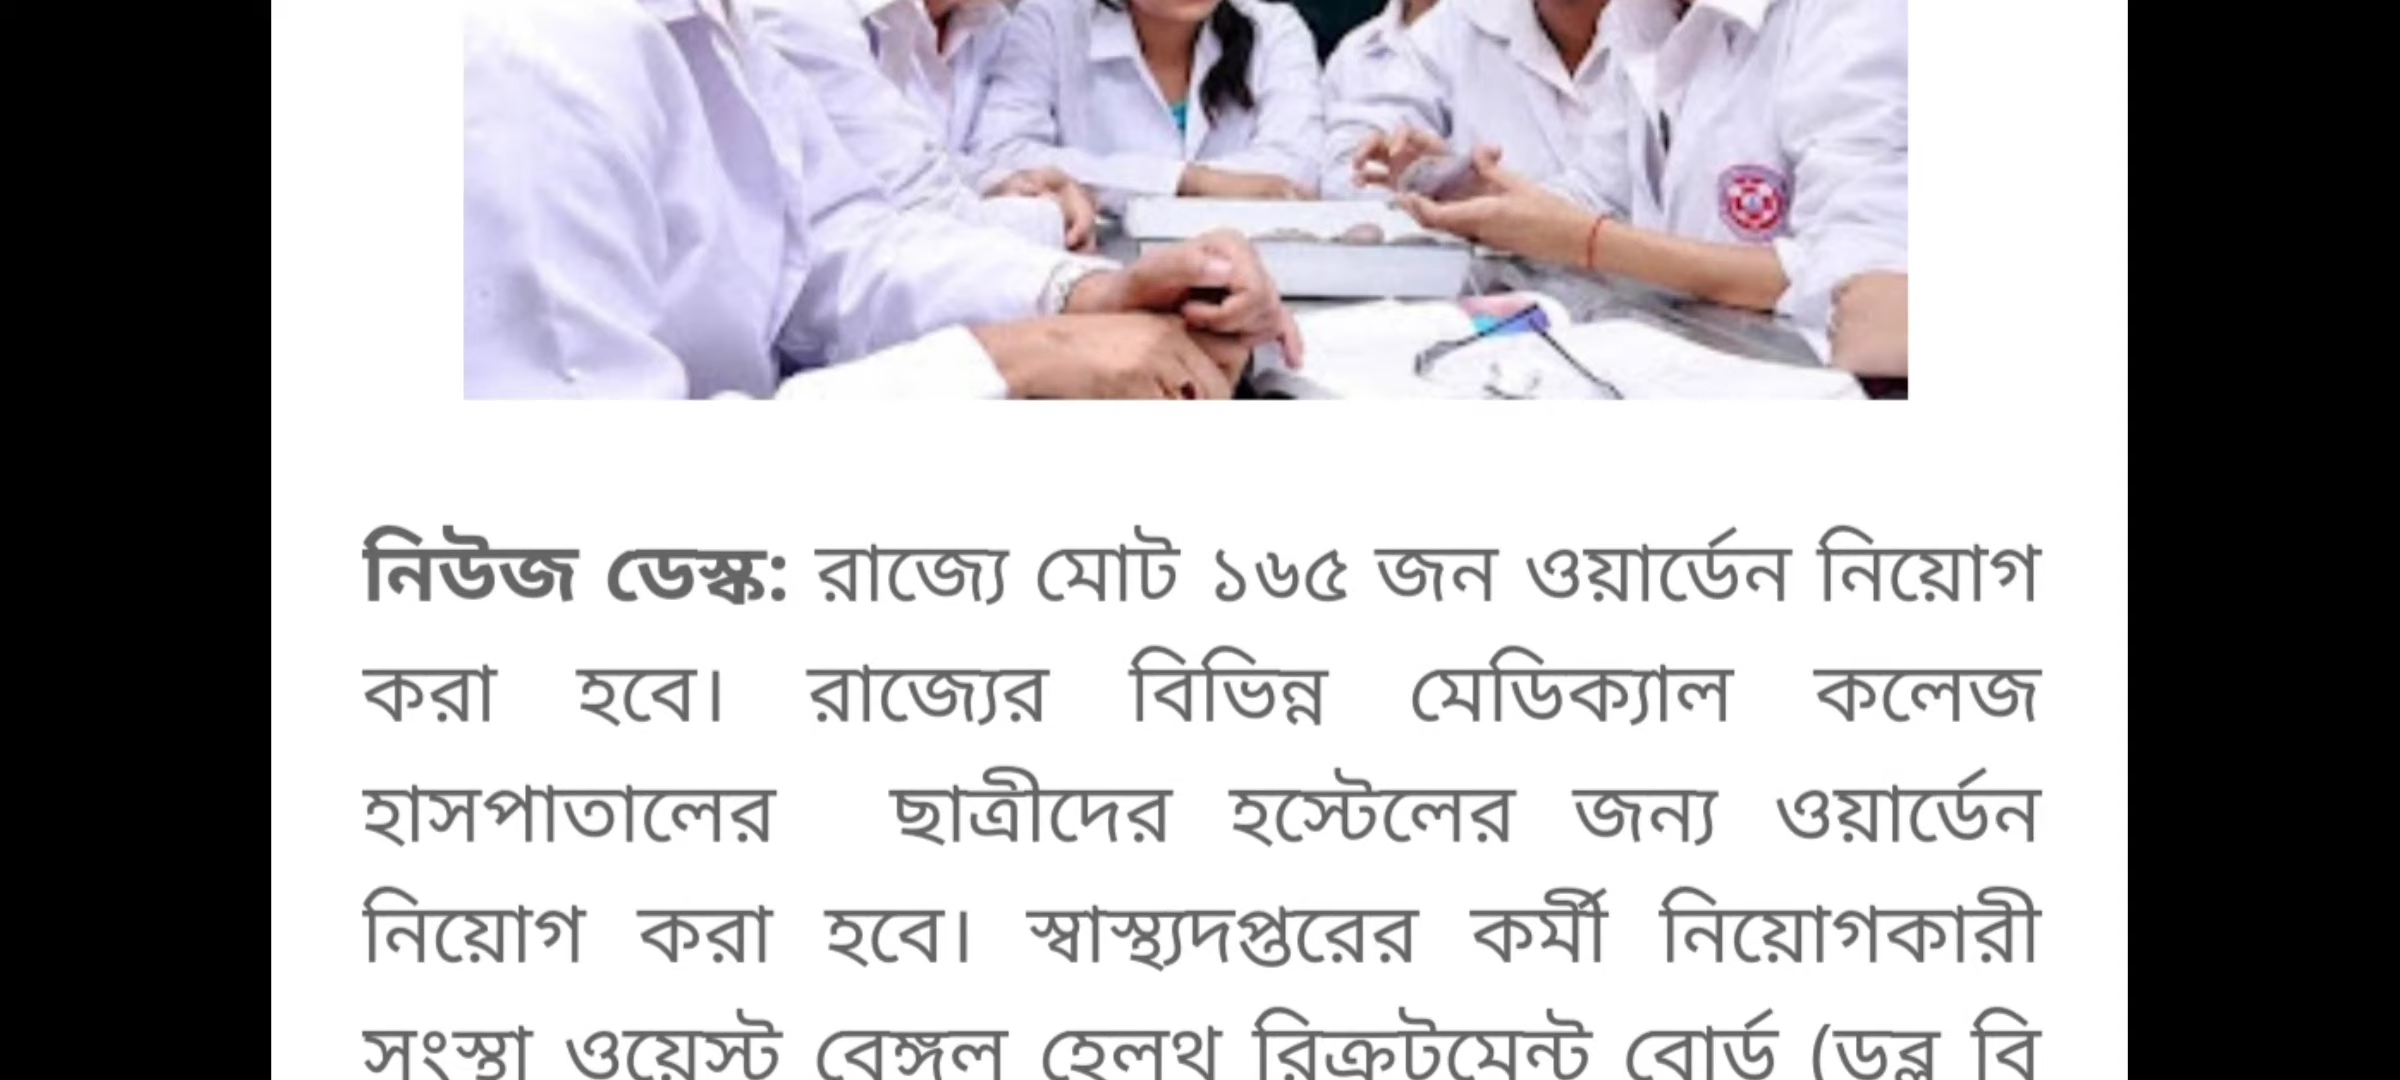 নিউজ ডেস্ক: রাজ্যে মোট ১৬৫ জন ওয়ার্ডেন নিয়োগ
করা হবে। রাজ্যের বিভিন্ন মেডিক্যাল কলেজ
হাসপাতালের ছাত্রীদের হস্টেলের জন্য ওয়ার্ডেন
নিয়োগ করা হবে। স্বাস্থ্যদপ্তরের কর্মী নিয়োগকারী
সংস্থা ওয়েস্ট বেঙ্গল হেলথ রিক্রুটমেন্ট বোর্ড (ডব্লু বি